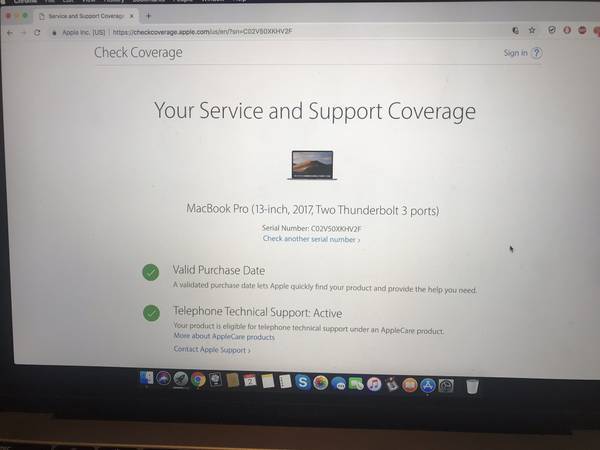 Service and Support Coverage
Apple Inc. [US] | https://checkcoverage.apple.com/us/en/?sn=C02V50XKHV2F
Check Coverage
Sign in ?
Your Service and Support Coverage
MacBook Pro (13-inch, 2017, Two Thunderbolt 3 ports)
Serial Number: C02V50XKHV2F
Check another serial number >
Valid Purchase Date
A validated purchase date lets Apple quickly find your product and provide the help you need.
Telephone Technical Support: Active
Your product is eligible for telephone technical support under an AppleCare product.
More about AppleCare products
Contact Apple Support >
2